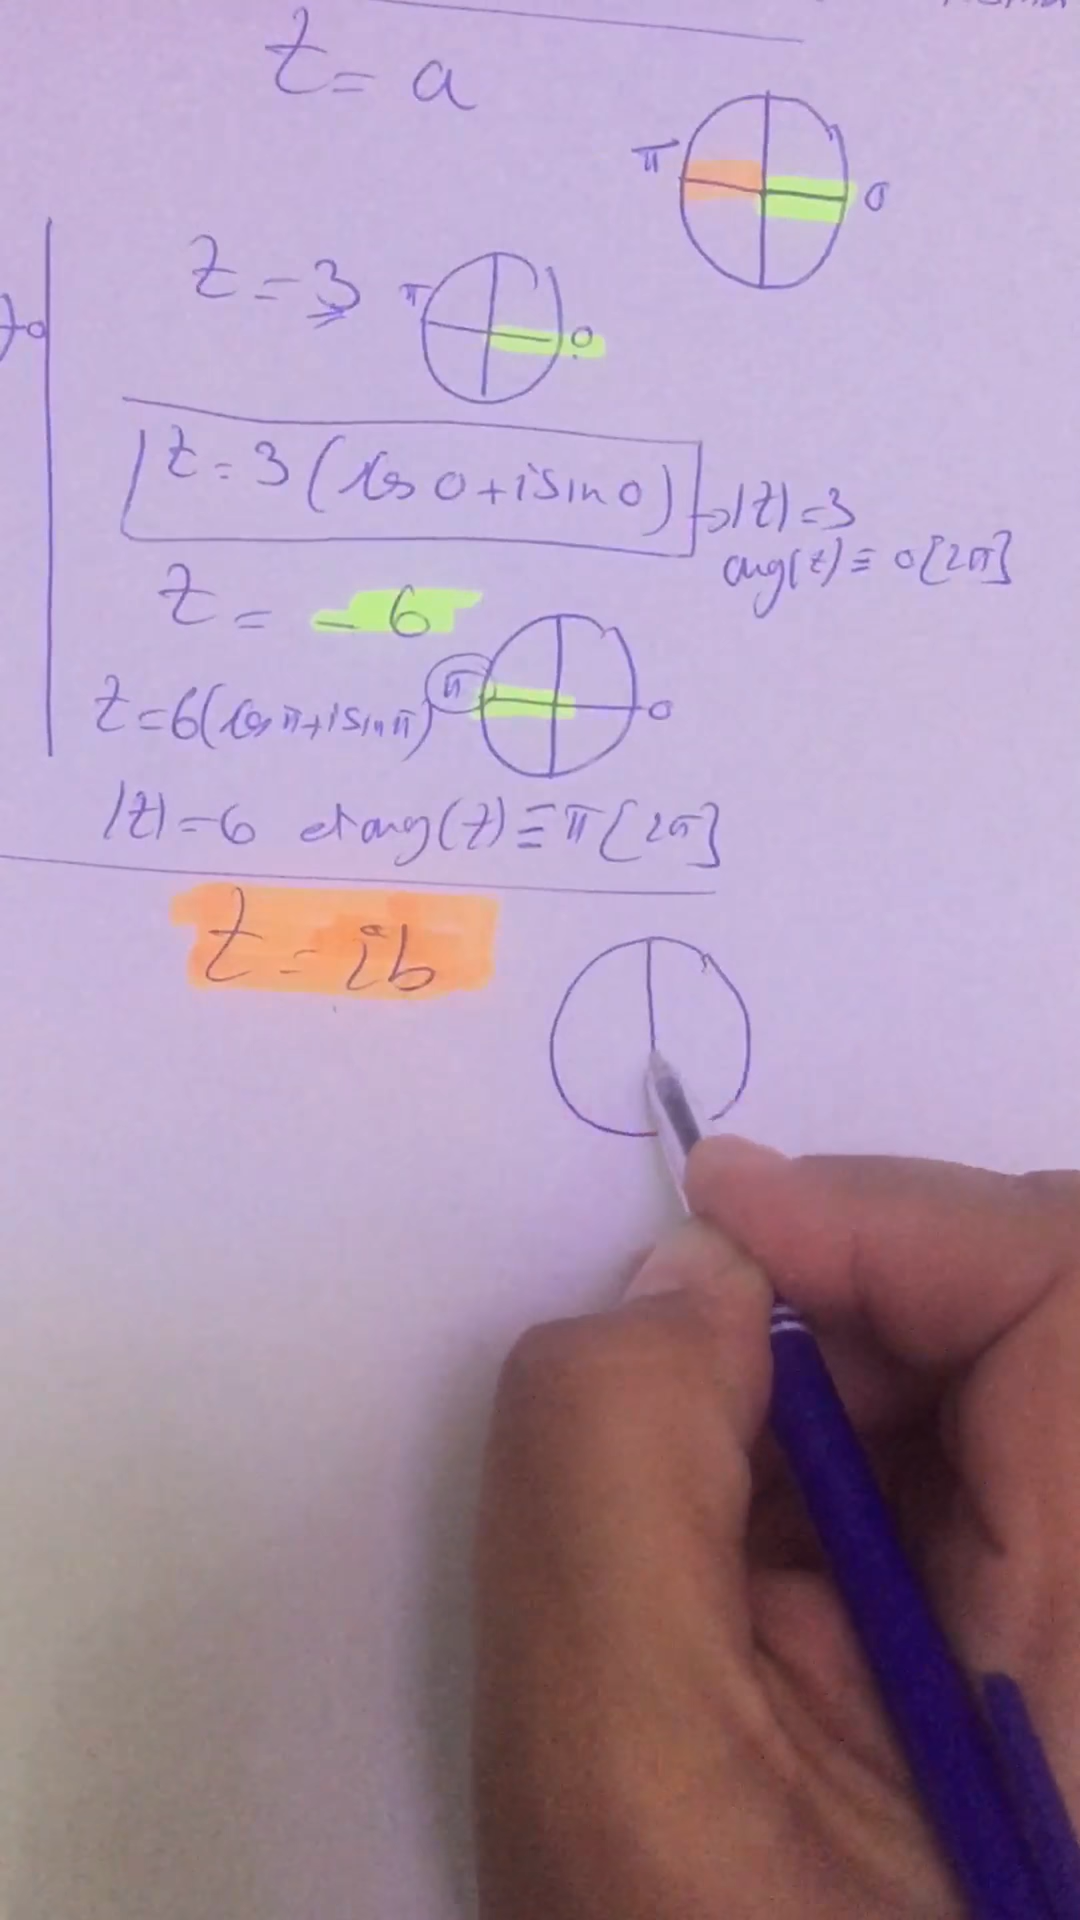 z = a
π 0
z = 3 π 0
z = 3 (cos 0 + i sin 0) → |z| = 3
arg(z) ≡ 0 [2π]
z = - 6
z = 6 (cos π + i sin π) π 0
|z| = 6 et arg(z) ≡ π [2π]
z = ib